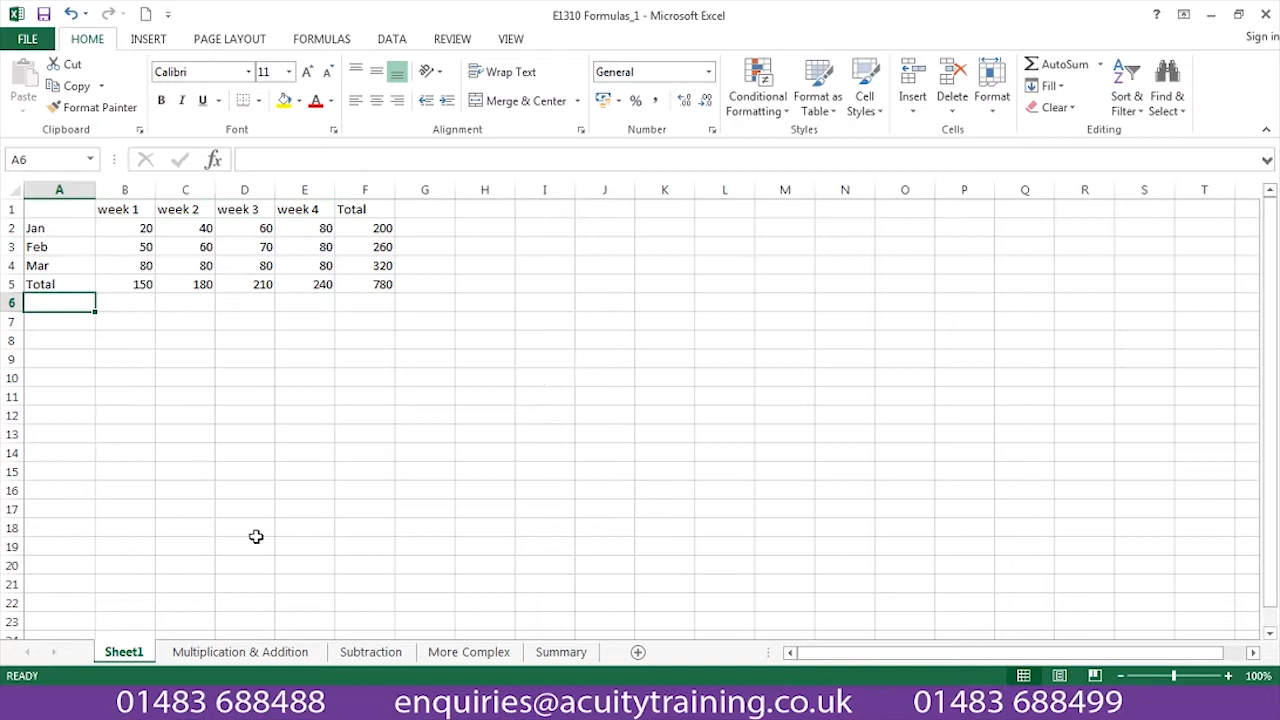 E1310 Formulas_1 - Microsoft Excel
?
Sign in
FILE HOME INSERT PAGE LAYOUT FORMULAS DATA REVIEW VIEW
Paste
Cut
Copy
Format Painter
Clipboard
Calibri 11
B I U
Font
Wrap Text
Merge & Center
Alignment
General
%
Number
Conditional Formatting
Format as Table
Cell Styles
Styles
Insert
Delete
Format
Cells
AutoSum
Fill
Clear
Sort & Filter
Find & Select
Editing
A6
fx
A B C D E F G H I J K L M N O P Q R S T
1 week 1 week 2 week 3 week 4 Total
2 Jan 20 40 60 80 200
3 Feb 50 60 70 80 260
4 Mar 80 80 80 80 320
5 Total 150 180 210 240 780
6
7
8
9
10
11
12
13
14
15
16
17
18
19
20
21
22
23
Sheet1 Multiplication & Addition Subtraction More Complex Summary
READY
100%
01483 688488 enquiries@acuitytraining.co.uk 01483 688499